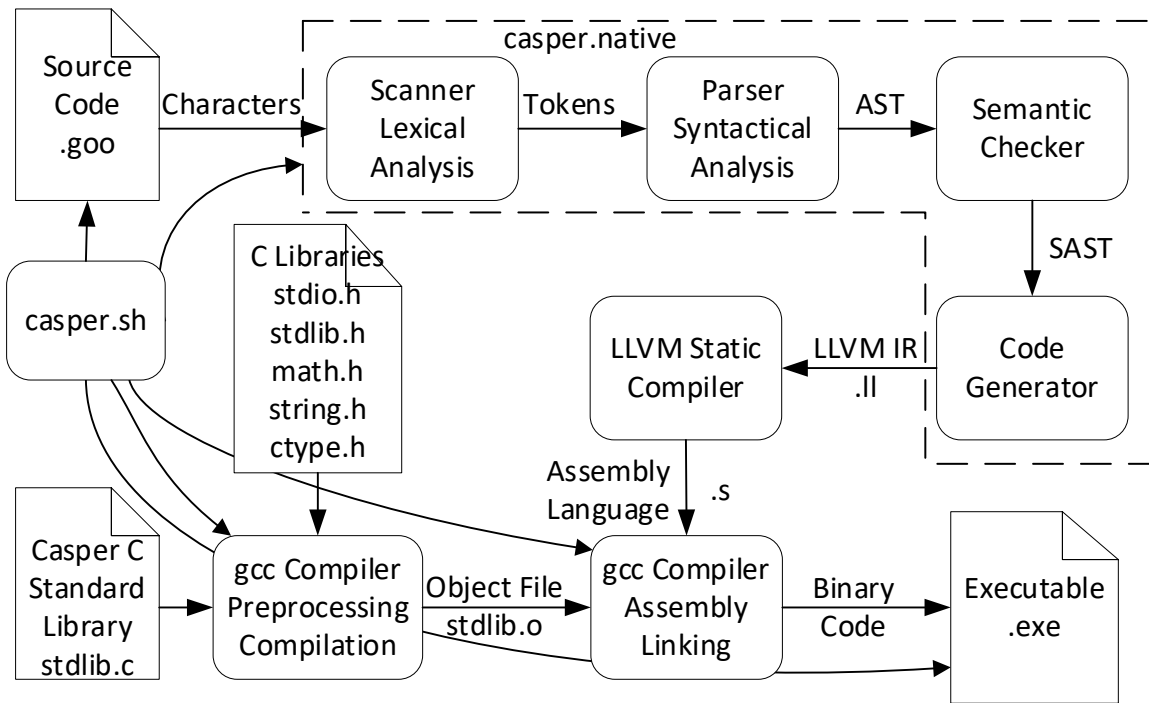 casper.native
Source
Code
.goo
Characters
Scanner
Lexical
Analysis
Tokens
Parser
Syntactical
Analysis
AST
Semantic
Checker
SAST
casper.sh
C Libraries
stdio.h
stdlib.h
math.h
string.h
ctype.h
LLVM Static
Compiler
LLVM IR
.ll
Code
Generator
Assembly
Language
.s
Casper C
Standard
Library
stdlib.c
gcc Compiler
Preprocessing
Compilation
Object File
stdlib.o
gcc Compiler
Assembly
Linking
Binary
Code
Executable
.exe